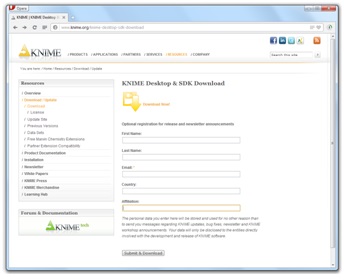 Opera
KNIME | KNIME Desktop
www.knime.org/knime-desktop-sdk-download
KNIME
PRODUCTS / APPLICATIONS / PARTNERS / SERVICES / RESOURCES / COMPANY
Search this site
You are here: Home / Resources / Download / Update
Resources
Overview
Download / Update
Download
License
Update Site
Previous Versions
Data Sets
Partner Extension Compatibility
Product Documentation
Installation
Newsletter
White Papers
KNIME Press
KNIME Merchandise
Learning Hub
Forum & Documentation
KNIME tech
KNIME Desktop & SDK Download
Download Now!
Optional registration for release and newsletter announcements:
First Name:
Last Name:
Email: *
Country:
Affiliation:
The personal data you enter here will be stored and used for no other reason than
to send you messages regarding KNIME updates, bug fixes, newsletter and KNIME
workshop announcements. Your data will only be disclosed to the entities directly
involved with the development and release of KNIME software.
Submit & Download